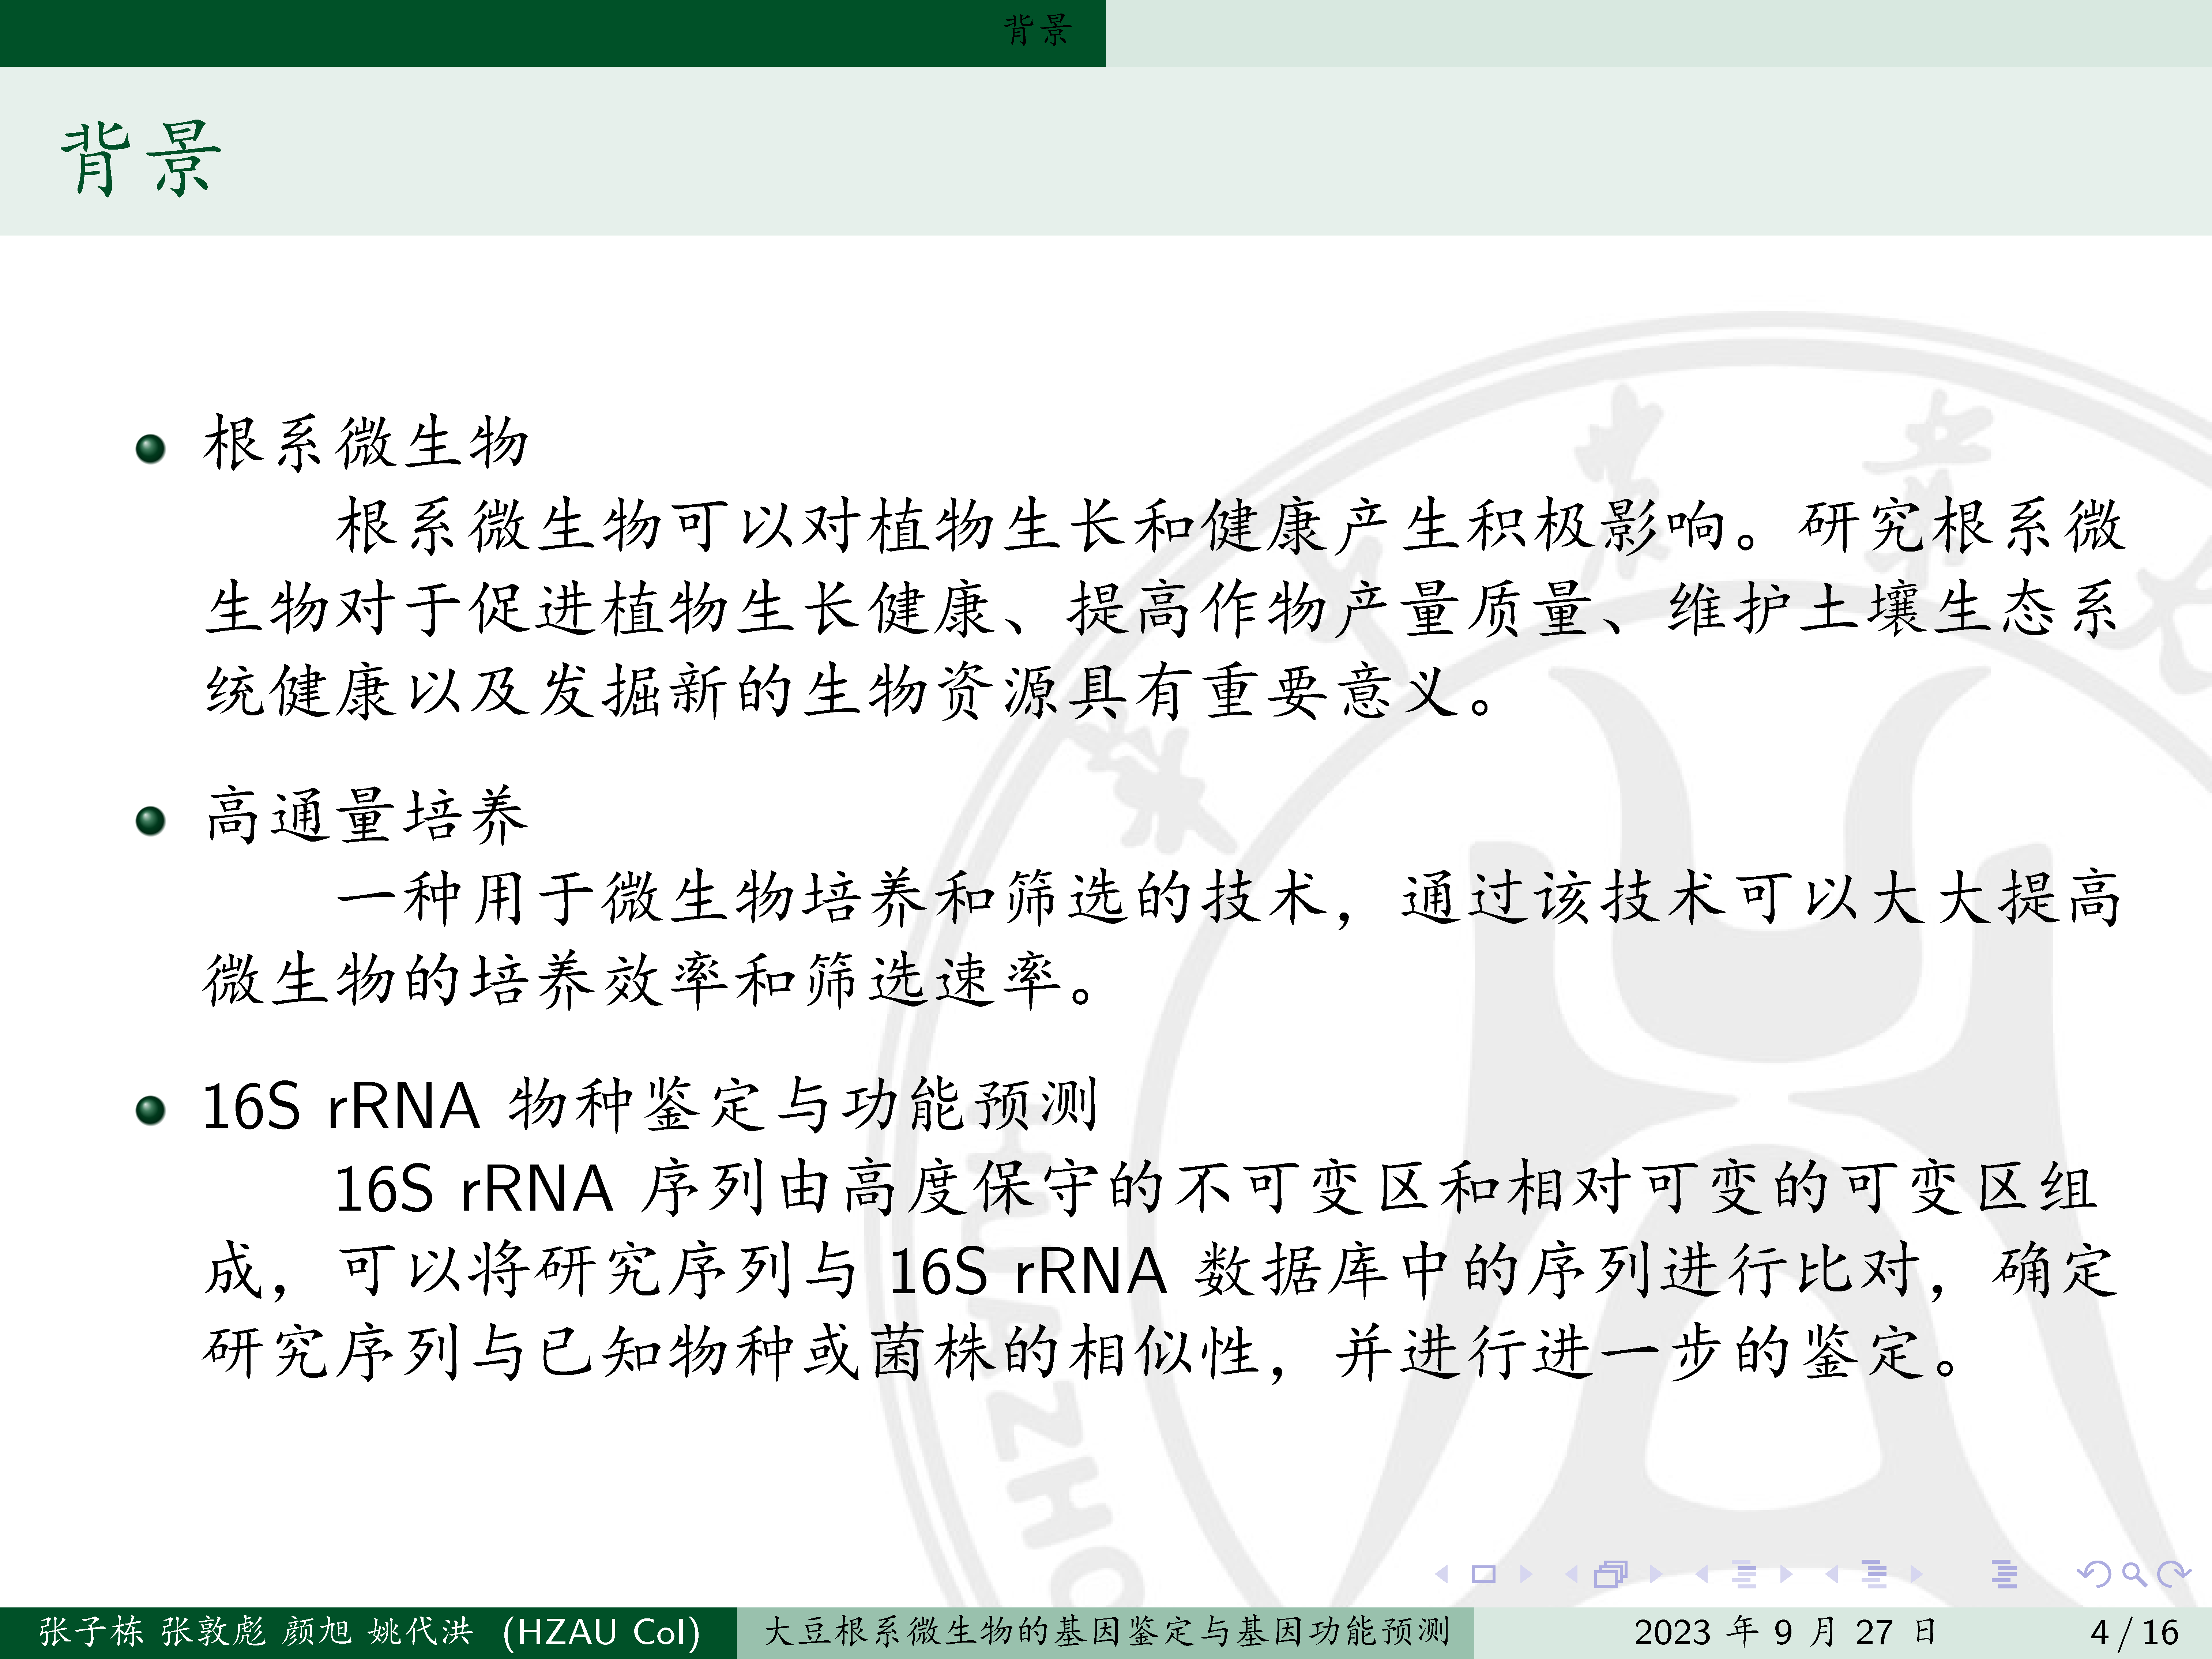 背景
背景
根系微生物
根系微生物可以对植物生长和健康产生积极影响。研究根系微
生物对于促进植物生长健康、提高作物产量质量、维护土壤生态系
统健康以及发掘新的生物资源具有重要意义。
高通量培养
一种用于微生物培养和筛选的技术，通过该技术可以大大提高
微生物的培养效率和筛选速率。
16S rRNA 物种鉴定与功能预测
16S rRNA 序列由高度保守的不可变区和相对可变的可变区组
成，可以将研究序列与 16S rRNA 数据库中的序列进行比对，确定
研究序列与已知物种或菌株的相似性，并进行进一步的鉴定。
HUAZHO
张子栋 张敦彪 颜旭 姚代洪 (HZAU CoI)
大豆根系微生物的基因鉴定与基因功能预测
2023 年 9 月 27 日
4 / 16